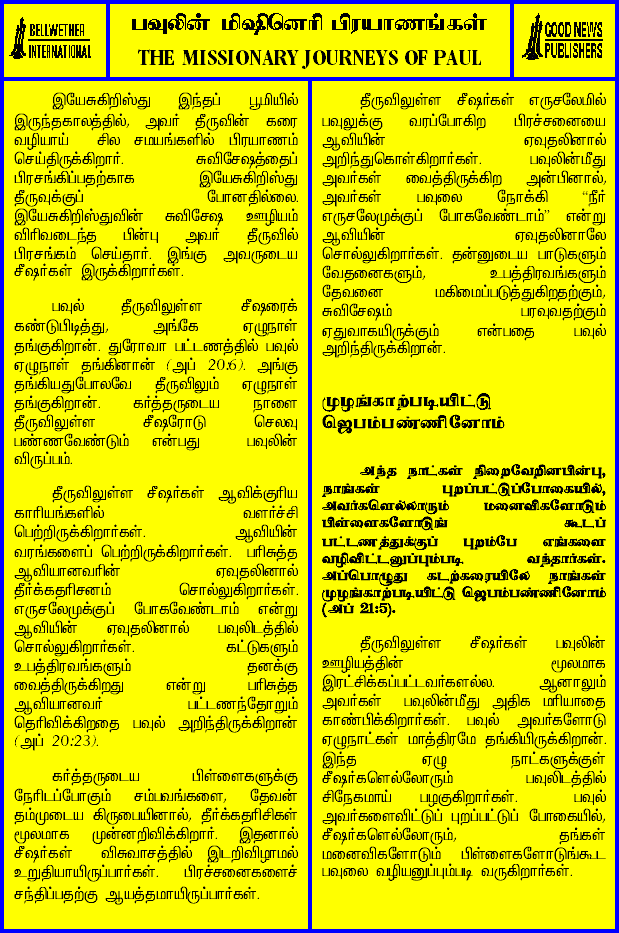 BELLWETHER
INTERNATIONAL
பவுலின் மிஷினெரி பிரயாணங்கள்
THE MISSIONARY JOURNEYS OF PAUL
GOOD NEWS
PUBLISHERS
இயேசுகிறிஸ்து இந்தப் பூமியில்
இருந்தகாலத்தில், அவர் தீருவின் கரை
வழியாய் சில சமயங்களில் பிரயாணம்
செய்திருக்கிறார். சுவிசேஷத்தைப்
பிரசங்கிப்பதற்காக இயேசுகிறிஸ்து
தீருவுக்குப் போனதில்லை.
இயேசுகிறிஸ்துவின் சுவிசேஷ ஊழியம்
விரிவடைந்த பின்பு அவர் தீருவில்
பிரசங்கம் செய்தார். இங்கு அவருடைய
சீஷர்கள் இருக்கிறார்கள்.
பவுல் தீருவிலுள்ள சீஷரைக்
கண்டுபிடித்து, அங்கே ஏழுநாள்
தங்குகிறான். துரோவா பட்டணத்தில் பவுல்
ஏழுநாள் தங்கினான் (அப் 20:6). அங்கு
தங்கியதுபோலவே தீருவிலும் ஏழுநாள்
தங்குகிறான். கர்த்தருடைய நாளை
தீருவிலுள்ள சீஷரோடு செலவு
பண்ணவேண்டும் என்பது பவுலின்
விருப்பம்.
தீருவிலுள்ள சீஷர்கள் ஆவிக்குரிய
காரியங்களில் வளர்ச்சி
பெற்றிருக்கிறார்கள். ஆவியின்
வரங்களைப் பெற்றிருக்கிறார்கள். பரிசுத்த
ஆவியானவரின் ஏவுதலினால்
தீர்க்கதரிசனம் சொல்லுகிறார்கள்.
எருசலேமுக்குப் போகவேண்டாம் என்று
ஆவியின் ஏவுதலினால் பவுலிடத்தில்
சொல்லுகிறார்கள். கட்டுகளும்
உபத்திரவங்களும் தனக்கு
வைத்திருக்கிறது என்று பரிசுத்த
ஆவியானவர் பட்டணந்தோறும்
தெரிவிக்கிறதை பவுல் அறிந்திருக்கிறான்
(அப் 20:23).
கர்த்தருடைய பிள்ளைகளுக்கு
நேரிடப்போகும் சம்பவங்களை, தேவன்
தம்முடைய கிருபையினால், தீர்க்கதரிசிகள்
மூலமாக முன்னறிவிக்கிறார். இதனால்
சீஷர்கள் விசுவாசத்தில் இடறிவிழாமல்
உறுதியாயிருப்பார்கள். பிரச்சனைகளைச்
சந்திப்பதற்கு ஆயத்தமாயிருப்பார்கள்.
தீருவிலுள்ள சீஷர்கள் எருசலேமில்
பவுலுக்கு வரப்போகிற பிரச்சனையை
ஆவியின் ஏவுதலினால்
அறிந்துகொள்கிறார்கள். பவுலின்மீது
அவர்கள் வைத்திருக்கிற அன்பினால்,
அவர்கள் பவுலை நோக்கி “நீர்
எருசலேமுக்குப் போகவேண்டாம்” என்று
ஆவியின் ஏவுதலினாலே
சொல்லுகிறார்கள். தன்னுடைய பாடுகளும்
வேதனைகளும், உபத்திரவங்களும்
தேவனை மகிமைப்படுத்துகிறதற்கும்,
சுவிசேஷம் பரவுவதற்கும்
ஏதுவாகயிருக்கும் என்பதை பவுல்
அறிந்திருக்கிறான்.
முழங்காற்படியிட்டு
ஜெபம்பண்ணினோம்
அந்த நாட்கள் நிறைவேறினபின்பு,
நாங்கள் புறப்பட்டுப்போகையில்,
அவர்களெல்லாரும் மனைவிகளோடும்
பிள்ளைகளோடுங் கூடப்
பட்டணத்துக்குப் புறம்பே எங்களை
வழிவிட்டனுப்பும்படி வந்தார்கள்.
அப்பொழுது கடற்கரையிலே நாங்கள்
முழங்காற்படியிட்டு ஜெபம்பண்ணினோம்
(அப் 21:5).
தீருவிலுள்ள சீஷர்கள் பவுலின்
ஊழியத்தின் மூலமாக
இரட்சிக்கப்பட்டவர்களல்ல. ஆனாலும்
அவர்கள் பவுலின்மீது அதிக மரியாதை
காண்பிக்கிறார்கள். பவுல் அவர்களோடு
ஏழுநாட்கள் மாத்திரமே தங்கியிருக்கிறான்.
இந்த ஏழு நாட்களுக்குள்
சீஷர்களெல்லோரும் பவுலிடத்தில்
சிநேகமாய் பழகுகிறார்கள். பவுல்
அவர்களைவிட்டுப் புறப்பட்டுப் போகையில்,
சீஷர்களெல்லோரும், தங்கள்
மனைவிகளோடும் பிள்ளைகளோடுங்கூட
பவுலை வழியனுப்பும்படி வருகிறார்கள்.